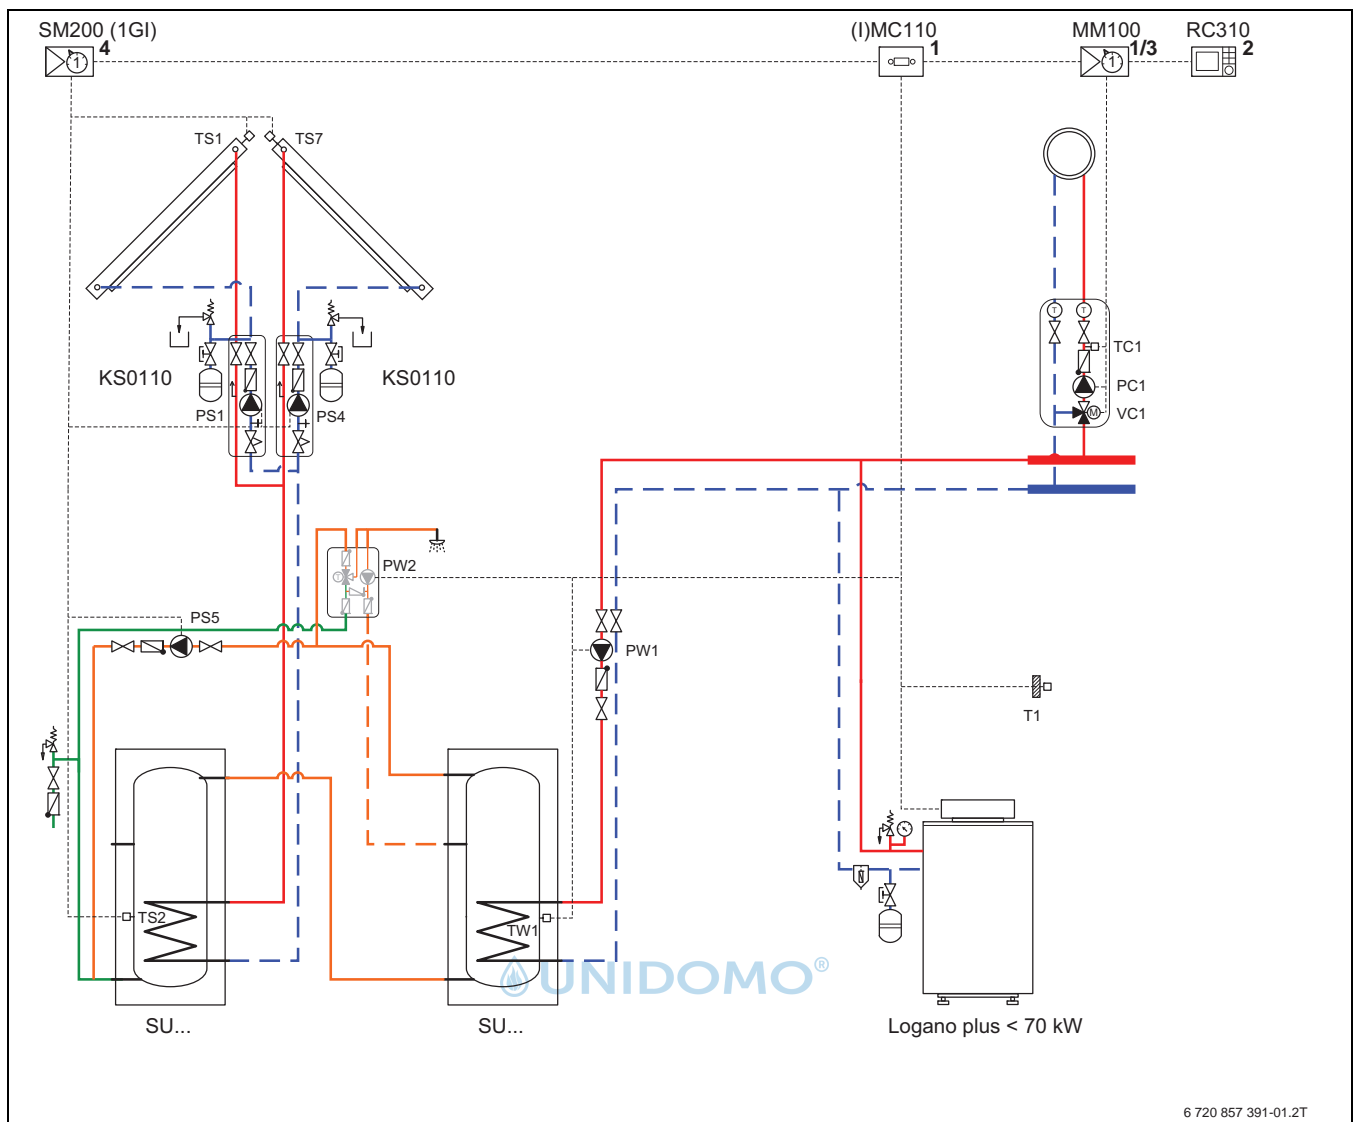 SM200 (1GI)
4
1
(I)MC110
1
MM100
1/3
1
RC310
2
TS1
TS7
T
T
TC1
PC1
M
VC1
KS0110
KS0110
PS1
PS4
PW2
T
PS5
PW1
T1
TS2
TW1
UNIDOMO®
SU...
SU...
Logano plus < 70 kW
6 720 857 391-01.2T